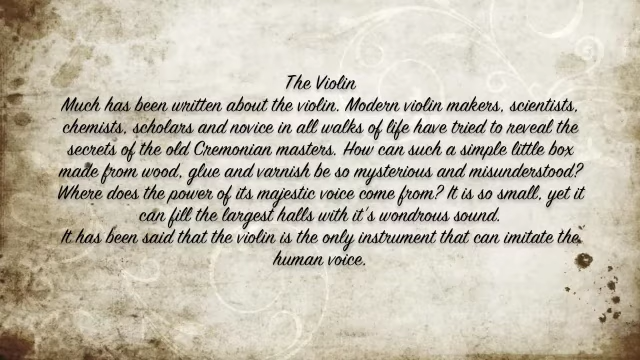 The Violin
Much has been written about the violin. Modern violin makers, scientists,
chemists, scholars and novice in all walks of life have tried to reveal the
secrets of the old Cremonian masters. How can such a simple little box
made from wood, glue and varnish be so mysterious and misunderstood?
Where does the power of its majestic voice come from? It is so small, yet it
can fill the largest halls with it's wondrous sound.
It has been said that the violin is the only instrument that can imitate the
human voice.